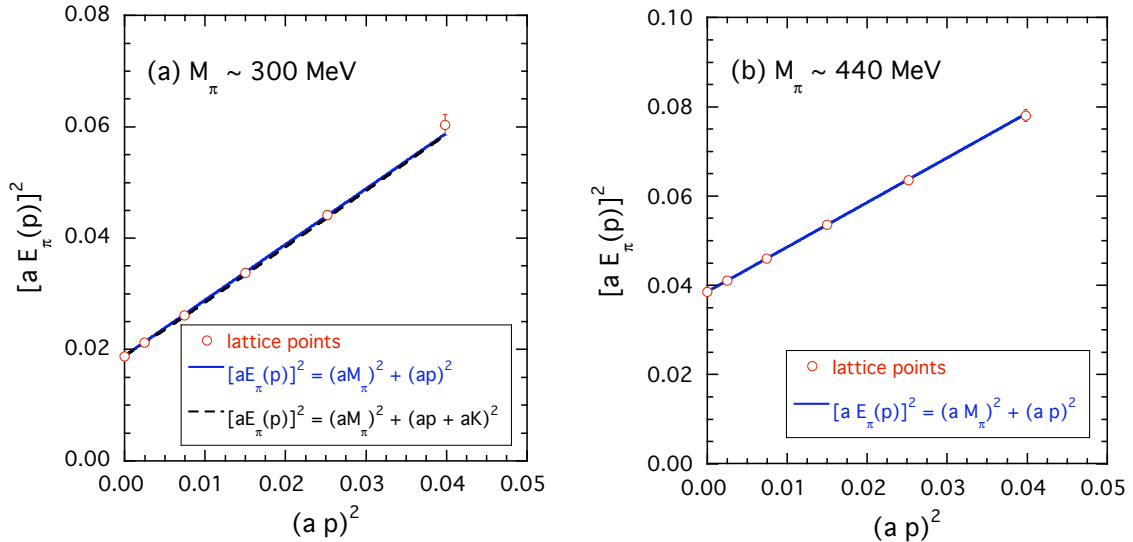 (a) M_π ~ 300 MeV
[a E_π(p)]²
0.08
0.06
0.04
0.02
0.00
lattice points
[aE_π(p)]² = (aM_π)² + (ap)²
[aE_π(p)]² = (aM_π)² + (ap + aK)²
0.00 0.01 0.02 0.03 0.04 0.05
(a p)²
(b) M_π ~ 440 MeV
[a E_π(p)]²
0.10
0.08
0.06
0.04
0.02
0.00
lattice points
[a E_π(p)]² = (a M_π)² + (a p)²
0.00 0.01 0.02 0.03 0.04 0.05
(a p)²